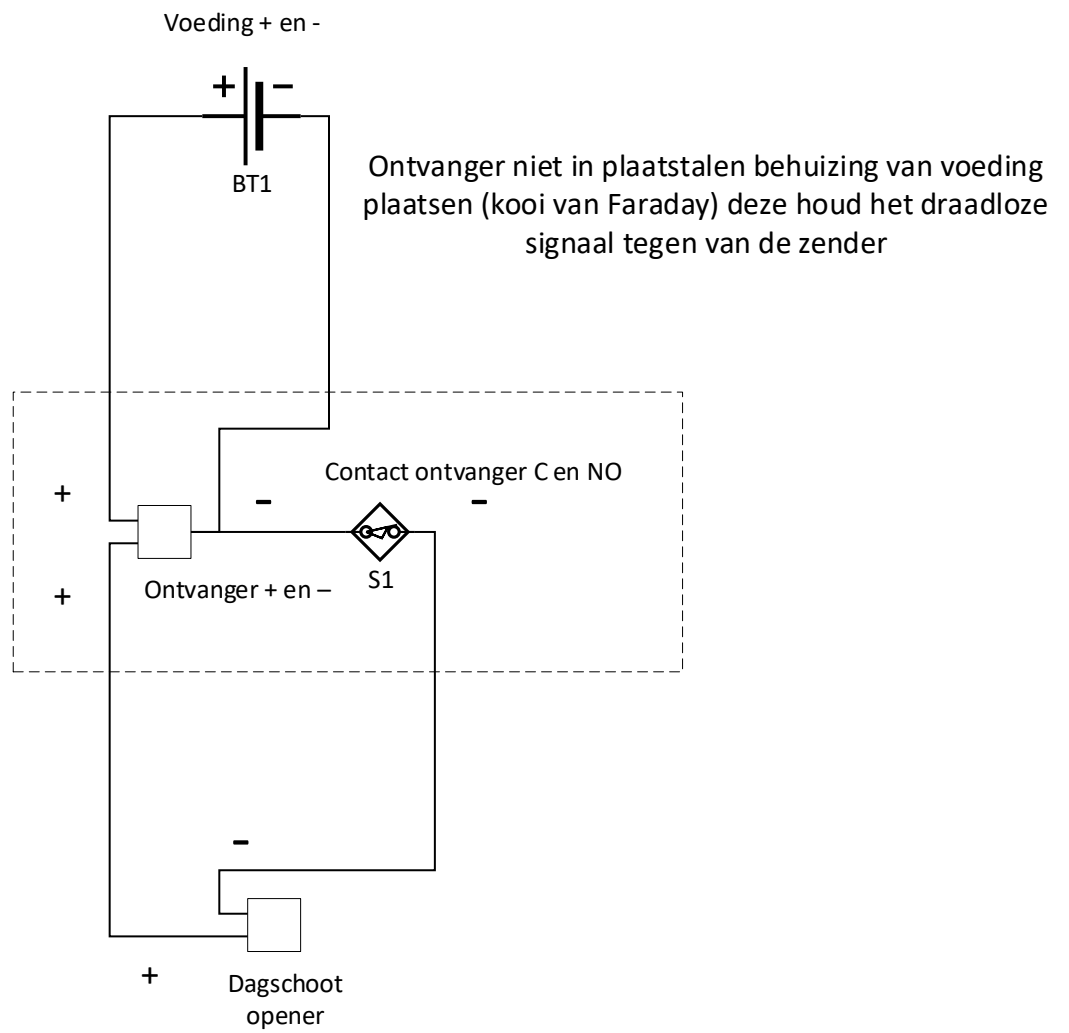 Voeding + en -
+ −
BT1
Ontvanger niet in plaatstalen behuizing van voeding
plaatsen (kooi van Faraday) deze houd het draadloze
signaal tegen van de zender
Contact ontvanger C en NO
+ - -
S1
+ Ontvanger + en –
-
+
Dagschoot
opener